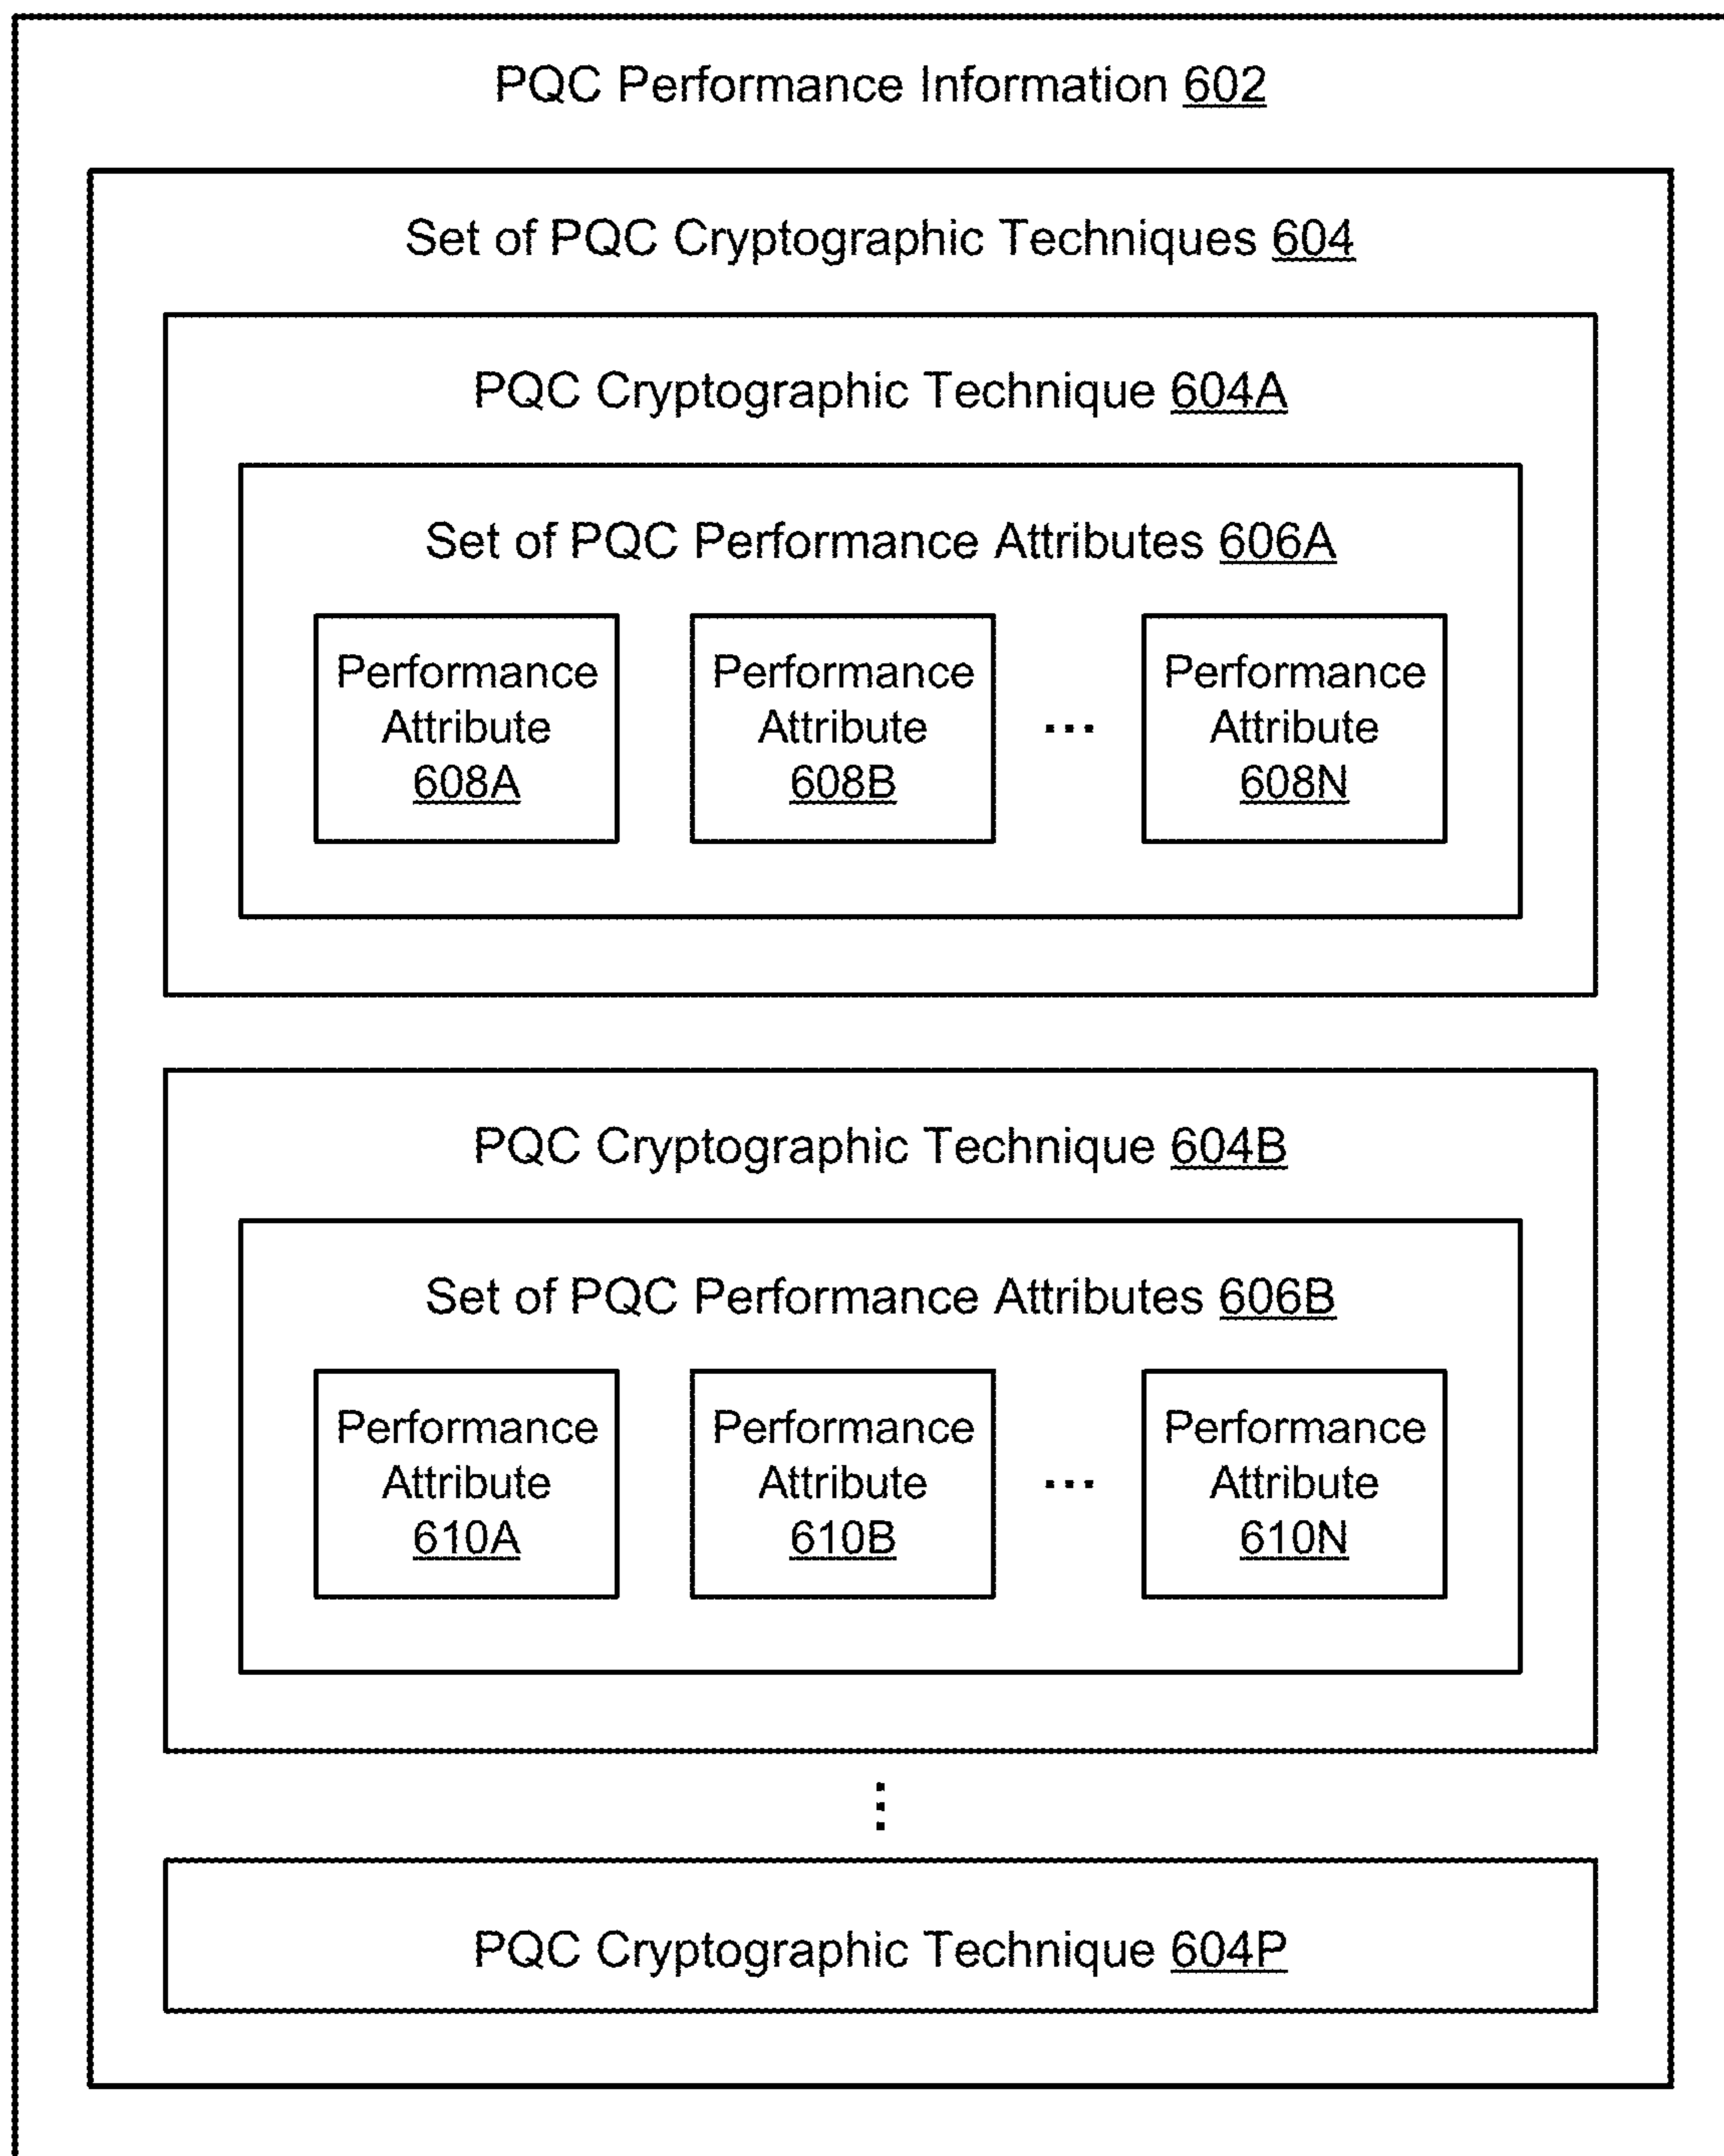 PQC Performance Information 602
Set of PQC Cryptographic Techniques 604
PQC Cryptographic Technique 604A
Set of PQC Performance Attributes 606A
Performance
Attribute
608A
Performance
Attribute
608B
...
Performance
Attribute
608N
PQC Cryptographic Technique 604B
Set of PQC Performance Attributes 606B
Performance
Attribute
610A
Performance
Attribute
610B
...
Performance
Attribute
610N
⋮
PQC Cryptographic Technique 604P